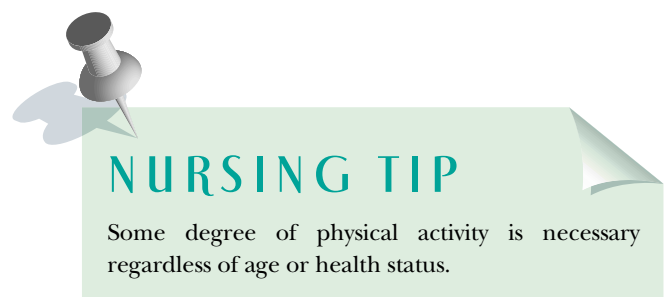 NURSING TIP
Some degree of physical activity is necessary
regardless of age or health status.